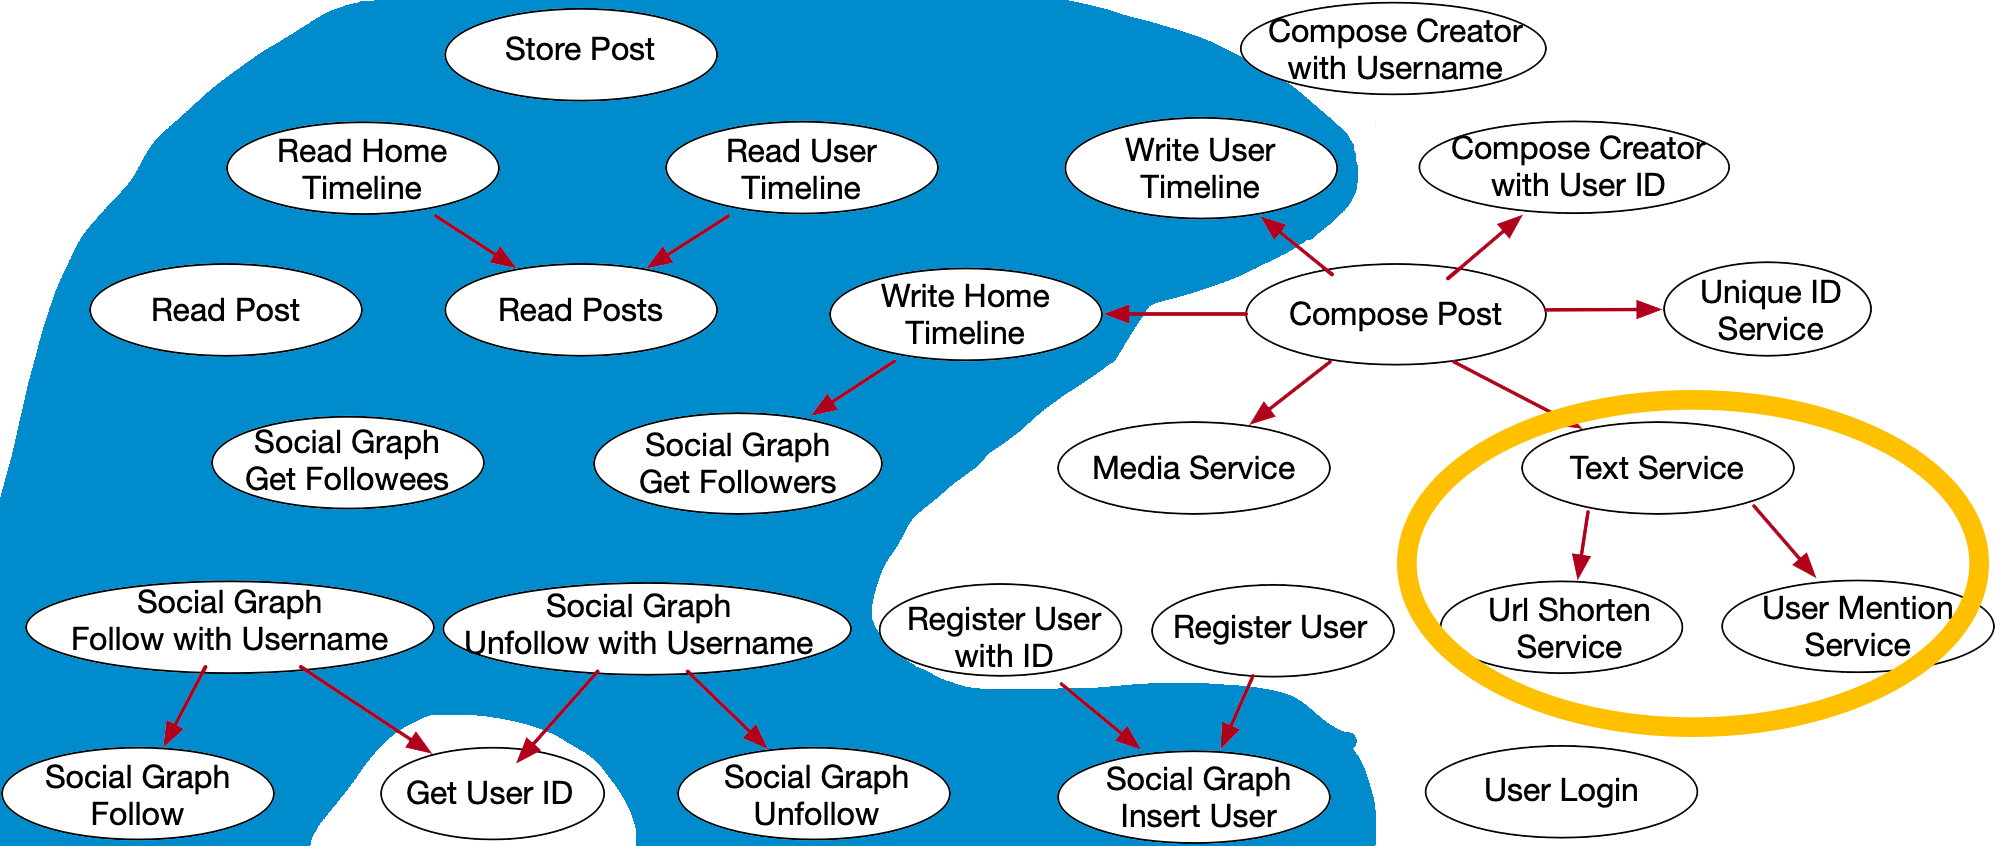 Store Post
Compose Creator
with Username
Read Home
Timeline
Read User
Timeline
Write User
Timeline
Compose Creator
with User ID
Read Post
Read Posts
Write Home
Timeline
Compose Post
Unique ID
Service
Social Graph
Get Followees
Social Graph
Get Followers
Media Service
Text Service
Social Graph
Follow with Username
Social Graph
Unfollow with Username
Register User
with ID
Register User
Url Shorten
Service
User Mention
Service
Social Graph
Follow
Get User ID
Social Graph
Unfollow
Social Graph
Insert User
User Login